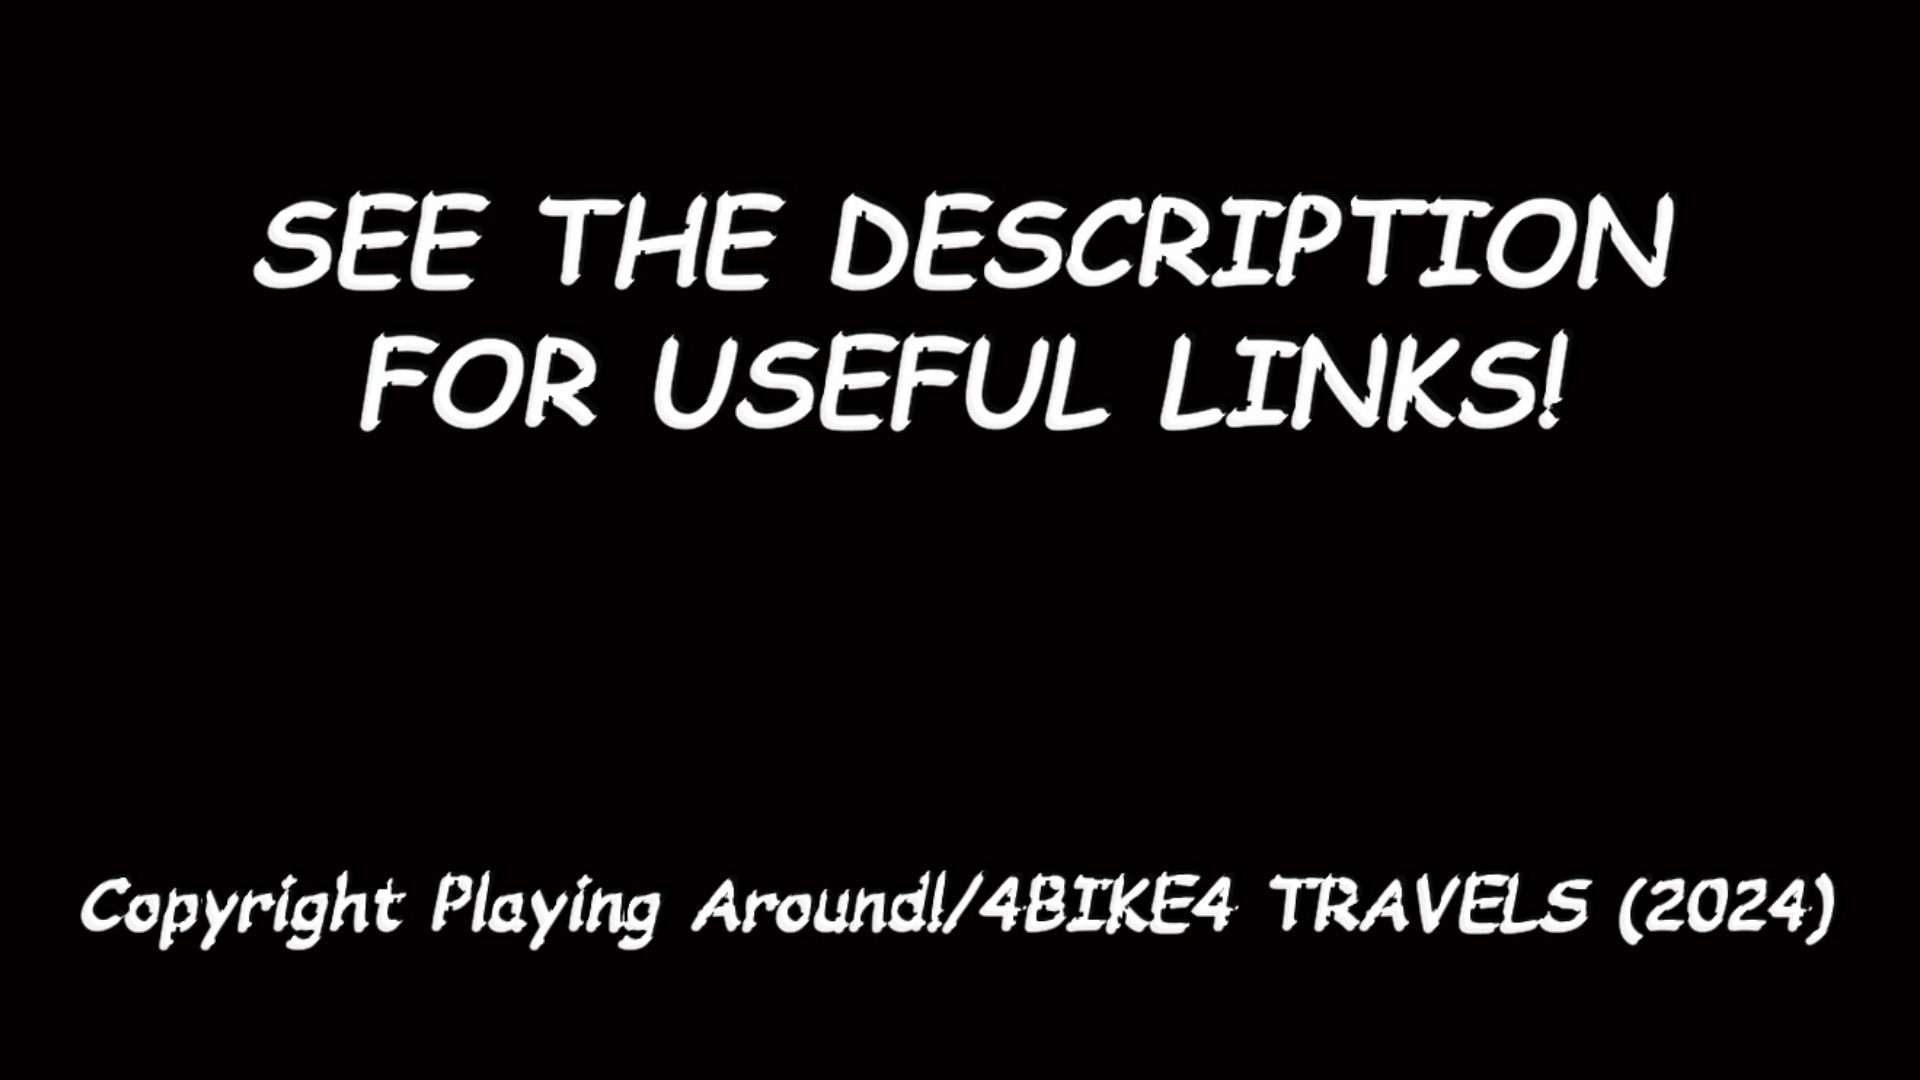 SEE THE DESCRIPTION
FOR USEFUL LINKS!
Copyright Playing Around!/4BIKE4 TRAVELS (2024)